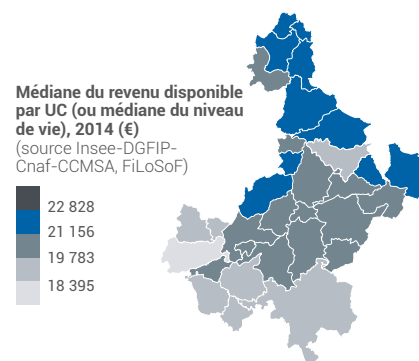 Médiane du revenu disponible
par UC (ou médiane du niveau
de vie), 2014 (€)
(source Insee-DGFIP-
Cnaf-CCMSA, FiLoSoF)
22 828
21 156
19 783
18 395